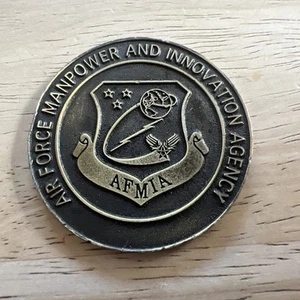 AIR FORCE MANPOWER AND INNOVATION AGENCY
AFMIA